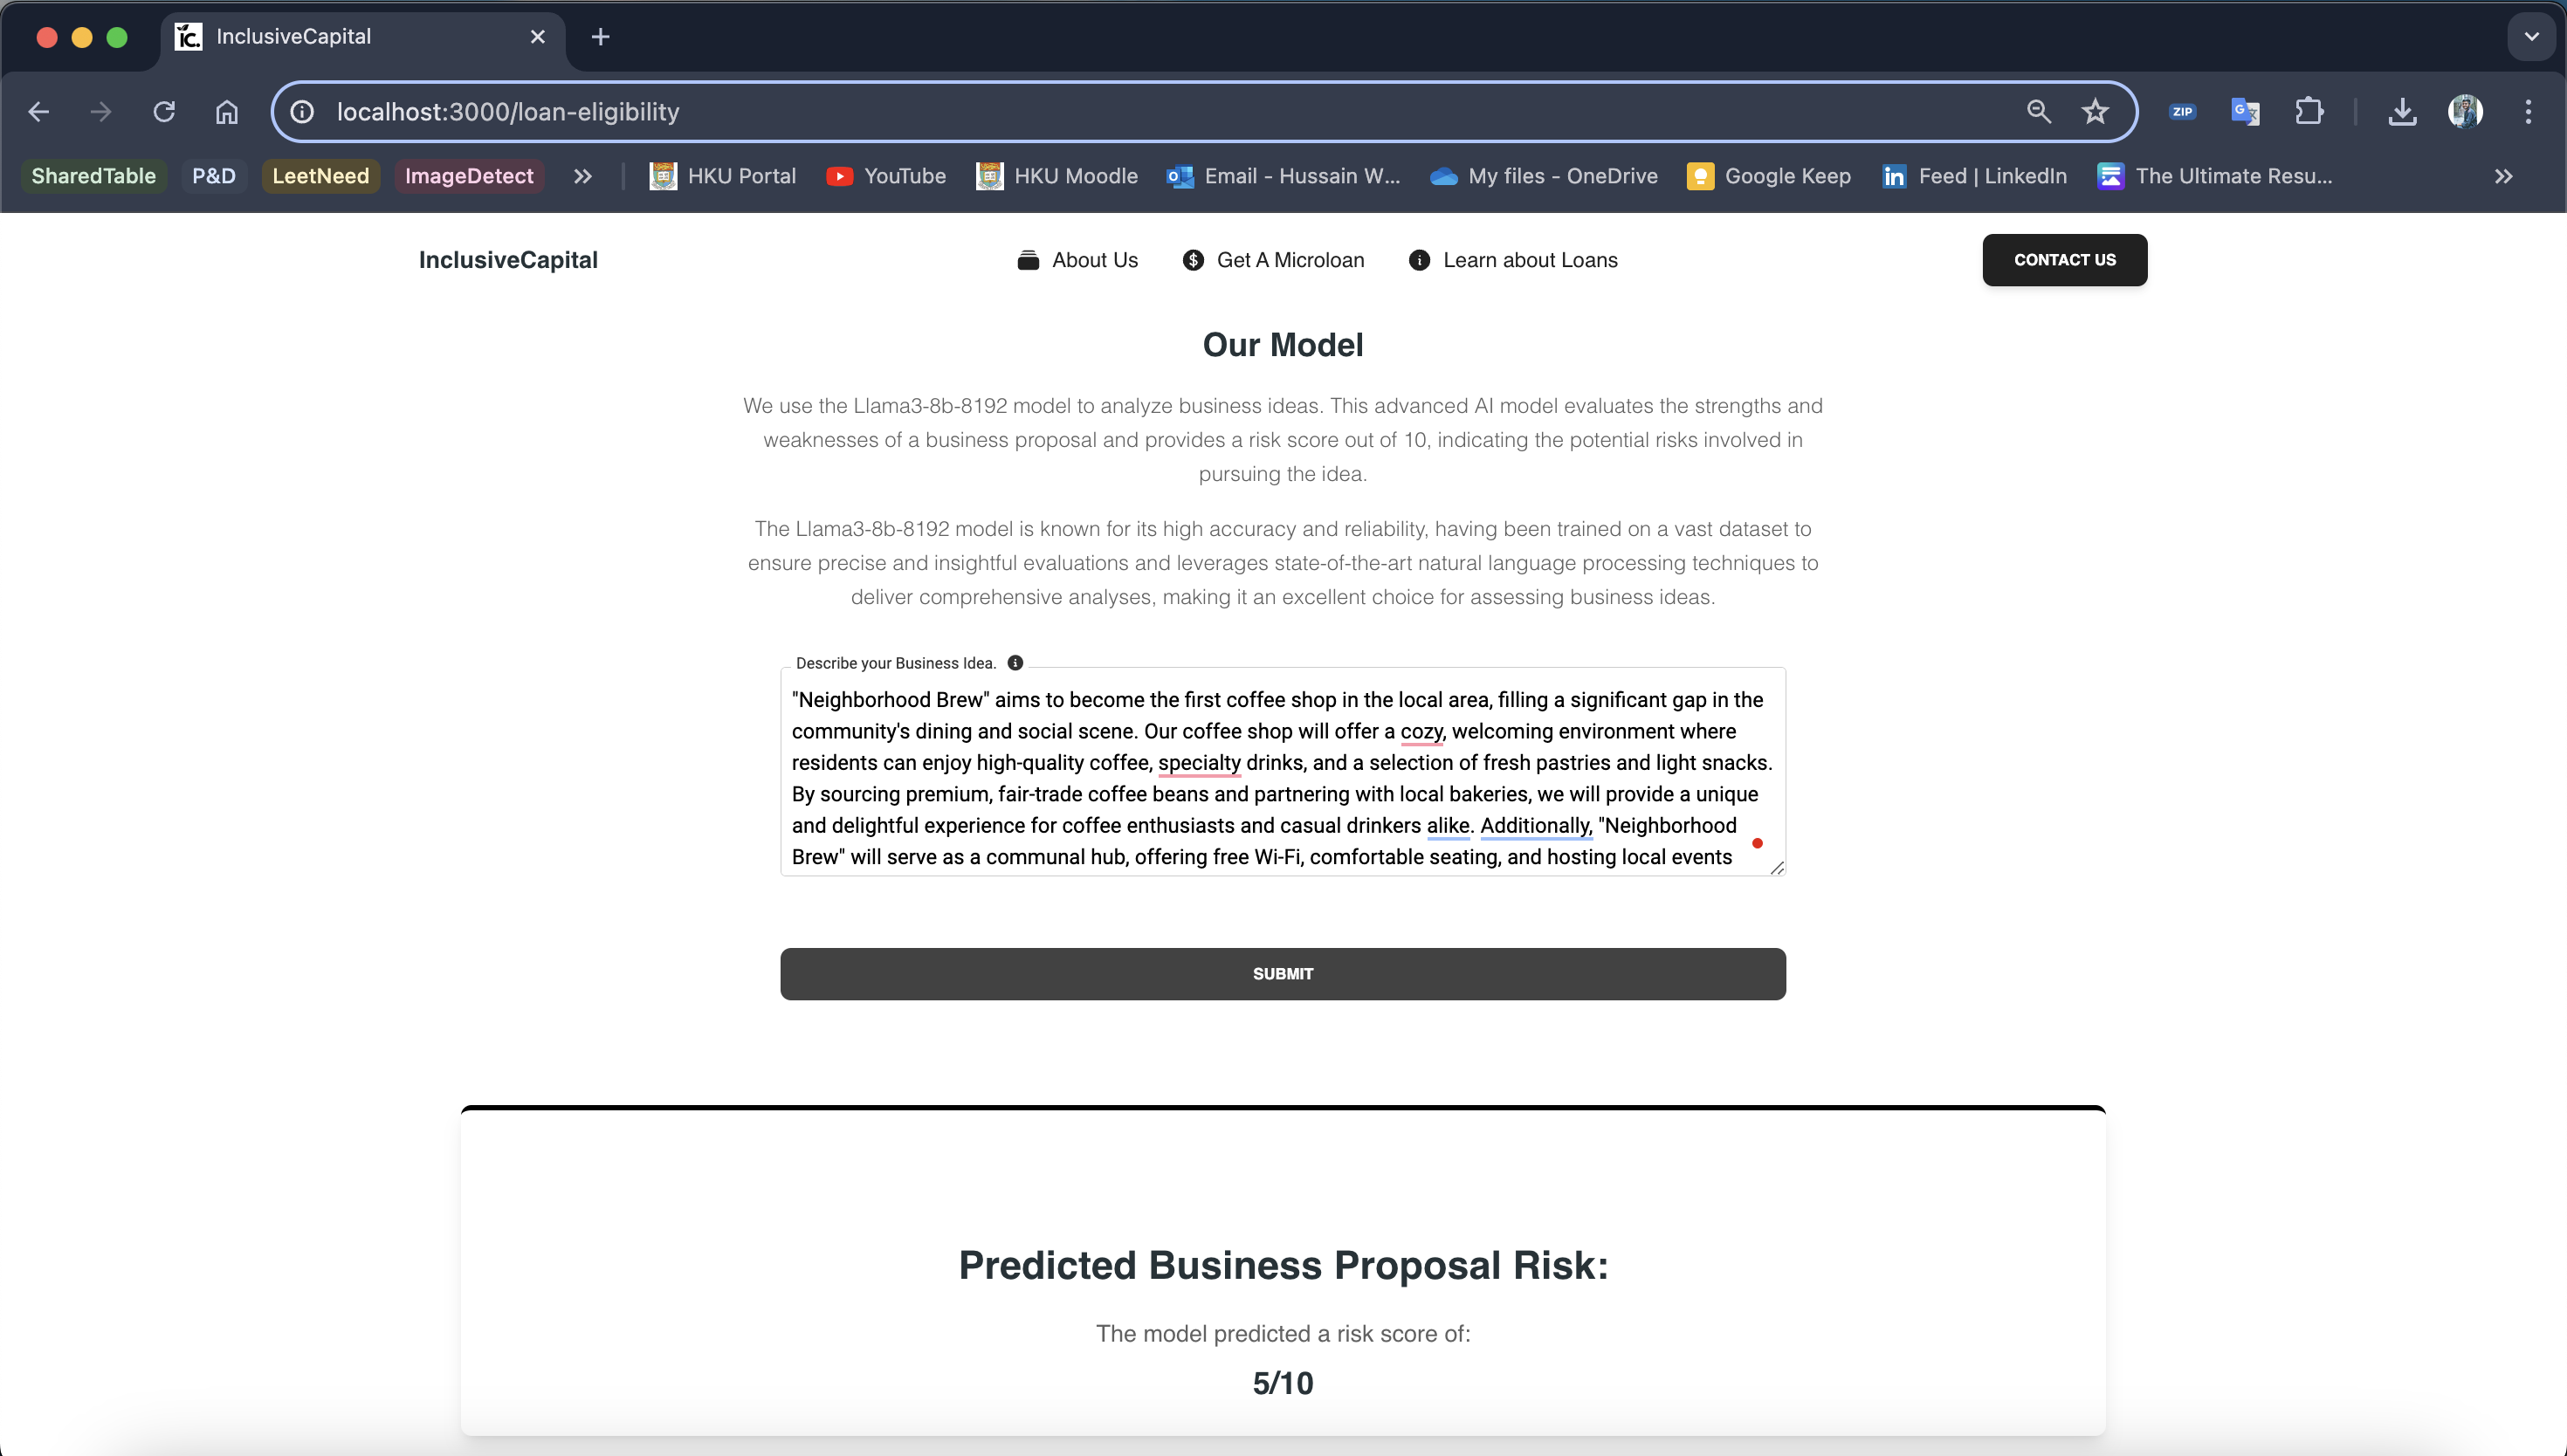 InclusiveCapital
localhost:3000/loan-eligibility
ZIP
SharedTable P&D LeetNeed ImageDetect HKU Portal YouTube HKU Moodle Email - Hussain W... My files - OneDrive Google Keep Feed | LinkedIn The Ultimate Resu...
InclusiveCapital About Us Get A Microloan Learn about Loans CONTACT US
Our Model
We use the Llama3-8b-8192 model to analyze business ideas. This advanced AI model evaluates the strengths and
weaknesses of a business proposal and provides a risk score out of 10, indicating the potential risks involved in
pursuing the idea.
The Llama3-8b-8192 model is known for its high accuracy and reliability, having been trained on a vast dataset to
ensure precise and insightful evaluations and leverages state-of-the-art natural language processing techniques to
deliver comprehensive analyses, making it an excellent choice for assessing business ideas.
Describe your Business Idea.
"Neighborhood Brew" aims to become the first coffee shop in the local area, filling a significant gap in the
community's dining and social scene. Our coffee shop will offer a cozy, welcoming environment where
residents can enjoy high-quality coffee, specialty drinks, and a selection of fresh pastries and light snacks.
By sourcing premium, fair-trade coffee beans and partnering with local bakeries, we will provide a unique
and delightful experience for coffee enthusiasts and casual drinkers alike. Additionally, "Neighborhood
Brew" will serve as a communal hub, offering free Wi-Fi, comfortable seating, and hosting local events
SUBMIT
Predicted Business Proposal Risk:
The model predicted a risk score of:
5/10